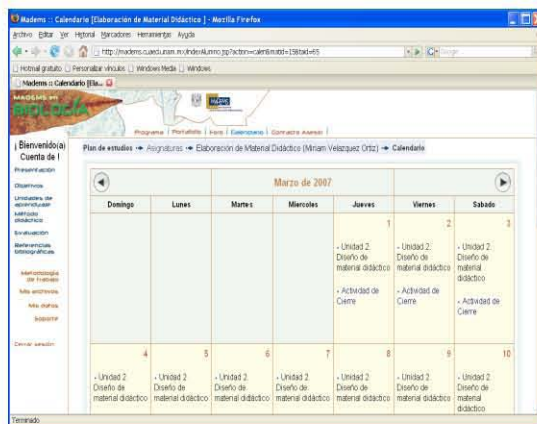 Madems :: Calendario [Elaboración de Material Didáctico ] - Mozilla Firefox
Archivo Editar Ver Historial Marcadores Herramientas Ayuda
Hotmail gratuito Personalizar vínculos Windows Media Windows
Madems :: Calendario [Ela...
MADEMS en
BIOLOGÍA
Programa | Portafolio | Foro | Calendario | Contacta Asesor |
¡ Bienvenido(a)
Cuenta de !
Plan de estudios Asignaturas Elaboración de Material Didáctico (Miriam Velazquez Ortiz) Calendario
Presentación
Objetivos
Unidades de
aprendizaje
Método
didáctico
Evaluación
Referencias
bibliográficas
Metodología
de Trabajo
Mis archivos
Mis datos
Soporte
Cerrar sesión
Marzo de 2007
Domingo Lunes Martes Miercoles Jueves Viernes Sabado
1 2 3
- Unidad 2. - Unidad 2. - Unidad 2.
Diseño de Diseño de Diseño de
material didáctico material didáctico material
didáctico
- Actividad de - Actividad de - Actividad de
Cierre Cierre Cierre
4 5 6 7 8 9 10
- Unidad 2. - Unidad 2. - Unidad 2. - Unidad 2. - Unidad 2. - Unidad 2. - Unidad 2.
Diseño de Diseño de Diseño de Diseño de Diseño de Diseño de Diseño de
material didáctico material didáctico material didáctico material didáctico material didáctico material didáctico material
didáctico
Terminado